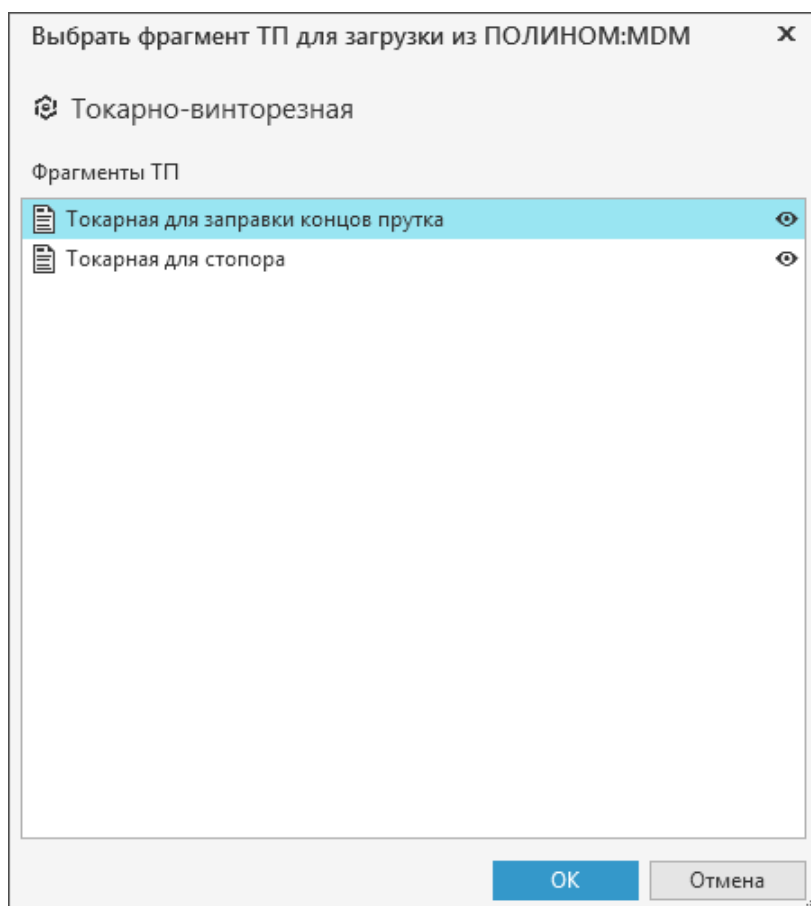 Выбрать фрагмент ТП для загрузки из ПОЛИНОМ:MDM
Токарно-винторезная
Фрагменты ТП
Токарная для заправки концов прутка
Токарная для стопора
ОК Отмена